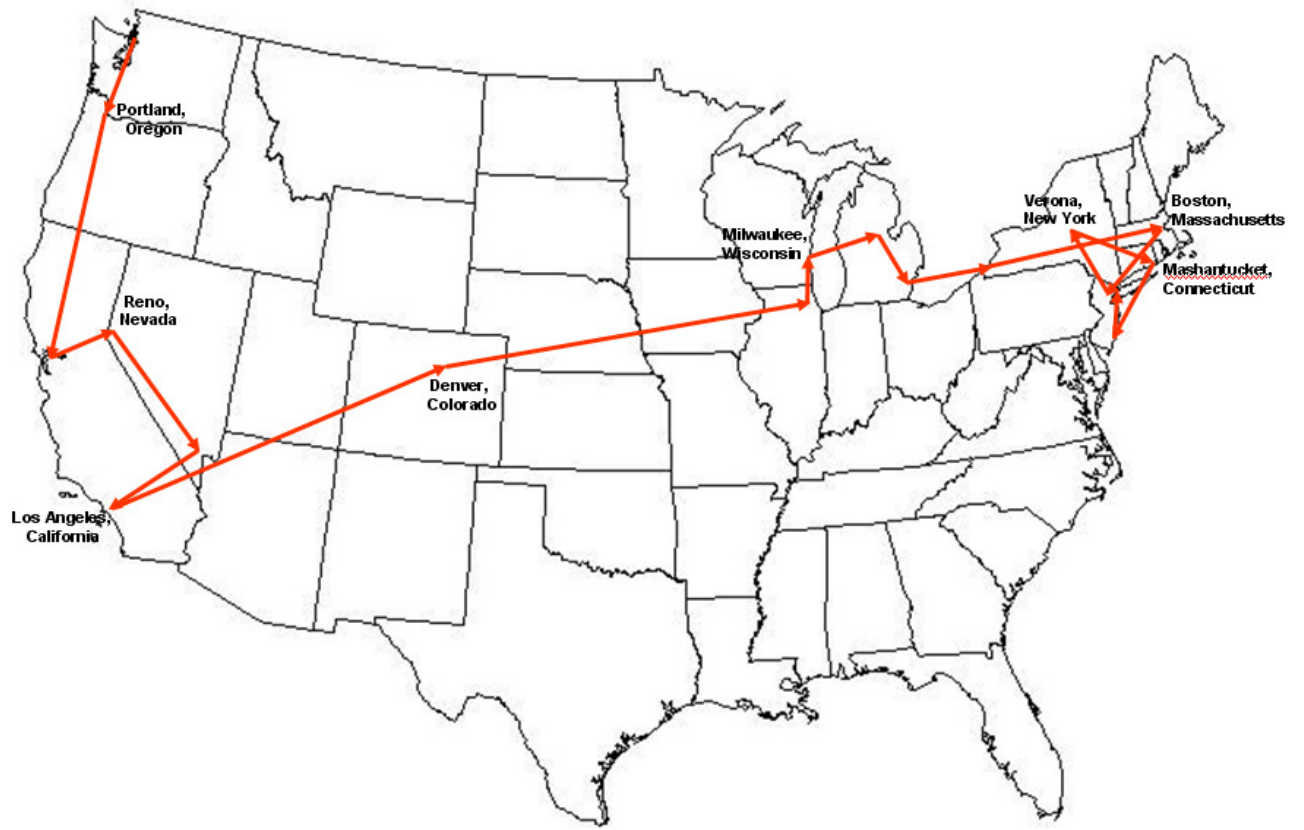 Portland,
Oregon
Verona,
New York
Boston,
Massachusetts
Milwaukee,
Wisconsin
Mashantucket,
Connecticut
Reno,
Nevada
Denver,
Colorado
Los Angeles,
California